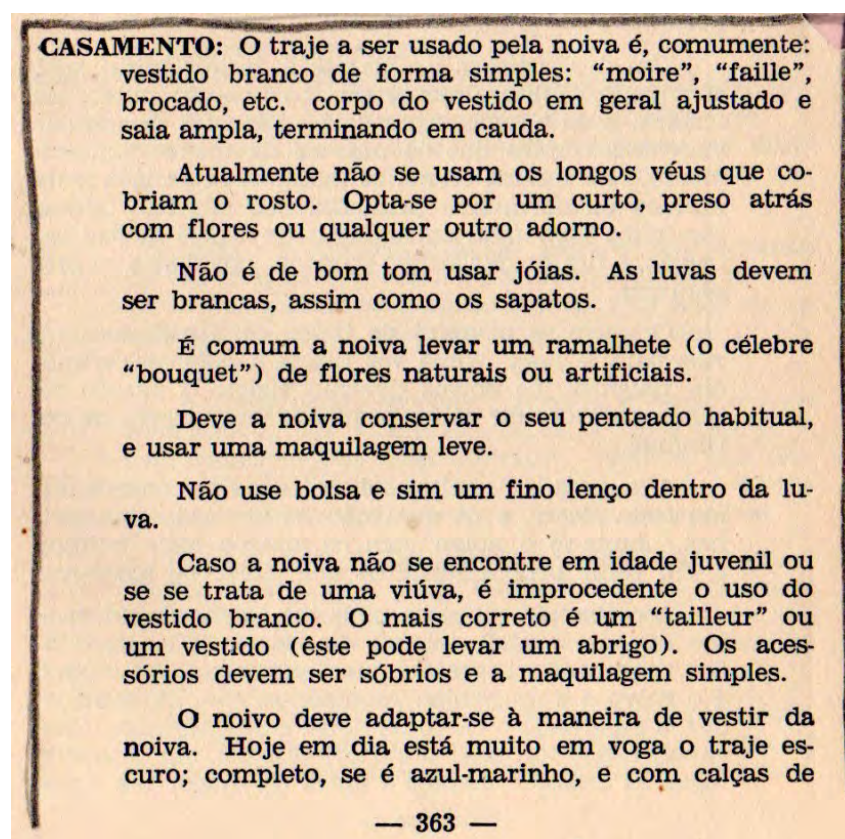 CASAMENTO: O traje a ser usado pela noiva é, comumente:
vestido branco de forma simples: “moire”, “faille”,
brocado, etc. corpo do vestido em geral ajustado e
saia ampla, terminando em cauda.
Atualmente não se usam os longos véus que co-
briam o rosto. Opta-se por um curto, preso atrás
com flores ou qualquer outro adorno.
Não é de bom tom usar jóias. As luvas devem
ser brancas, assim como os sapatos.
É comum a noiva levar um ramalhete (o célebre
“bouquet”) de flores naturais ou artificiais.
Deve a noiva conservar o seu penteado habitual,
e usar uma maquilagem leve.
Não use bolsa e sim um fino lenço dentro da lu-
va.
Caso a noiva não se encontre em idade juvenil ou
se se trata de uma viúva, é improcedente o uso do
vestido branco. O mais correto é um “tailleur” ou
um vestido (êste pode levar um abrigo). Os aces-
sórios devem ser sóbrios e a maquilagem simples.
O noivo deve adaptar-se à maneira de vestir da
noiva. Hoje em dia está muito em voga o traje es-
curo; completo, se é azul-marinho, e com calças de
— 363 —